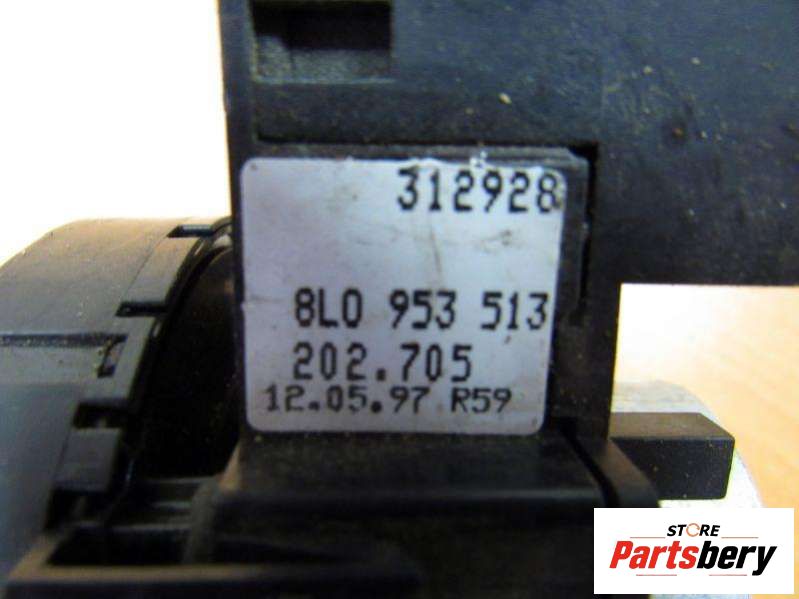 312928
8L0 953 513
202.705
12.05.97 R59
STORE
Partsbery